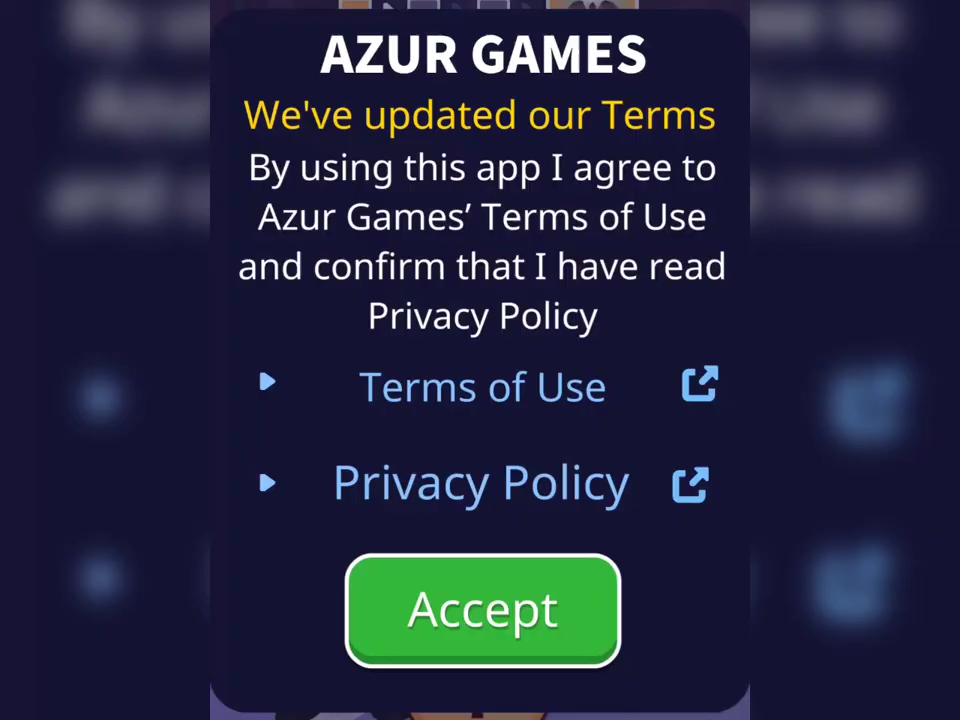 AZUR GAMES
We've updated our Terms
By using this app I agree to
Azur Games’ Terms of Use
and confirm that I have read
Privacy Policy
Terms of Use
Privacy Policy
Accept